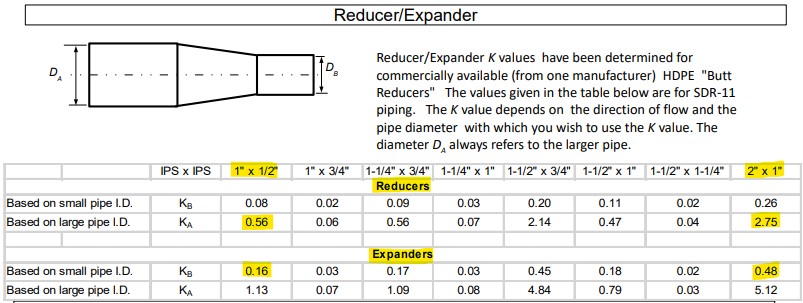 Reducer/Expander
D_A
D_B
Reducer/Expander K values have been determined for
commercially available (from one manufacturer) HDPE "Butt
Reducers" The values given in the table below are for SDR-11
piping. The K value depends on the direction of flow and the
pipe diameter with which you wish to use the K value. The
diameter D_A always refers to the larger pipe.
IPS x IPS 1" x 1/2" 1" x 3/4" 1-1/4" x 3/4" 1-1/4" x 1" 1-1/2" x 3/4" 1-1/2" x 1" 1-1/2" x 1-1/4" 2" x 1"
Reducers
Based on small pipe I.D. K_B 0.08 0.02 0.09 0.03 0.20 0.11 0.02 0.26
Based on large pipe I.D. K_A 0.56 0.06 0.56 0.07 2.14 0.47 0.04 2.75
Expanders
Based on small pipe I.D. K_B 0.16 0.03 0.17 0.03 0.45 0.18 0.02 0.48
Based on large pipe I.D. K_A 1.13 0.07 1.09 0.08 4.84 0.79 0.03 5.12